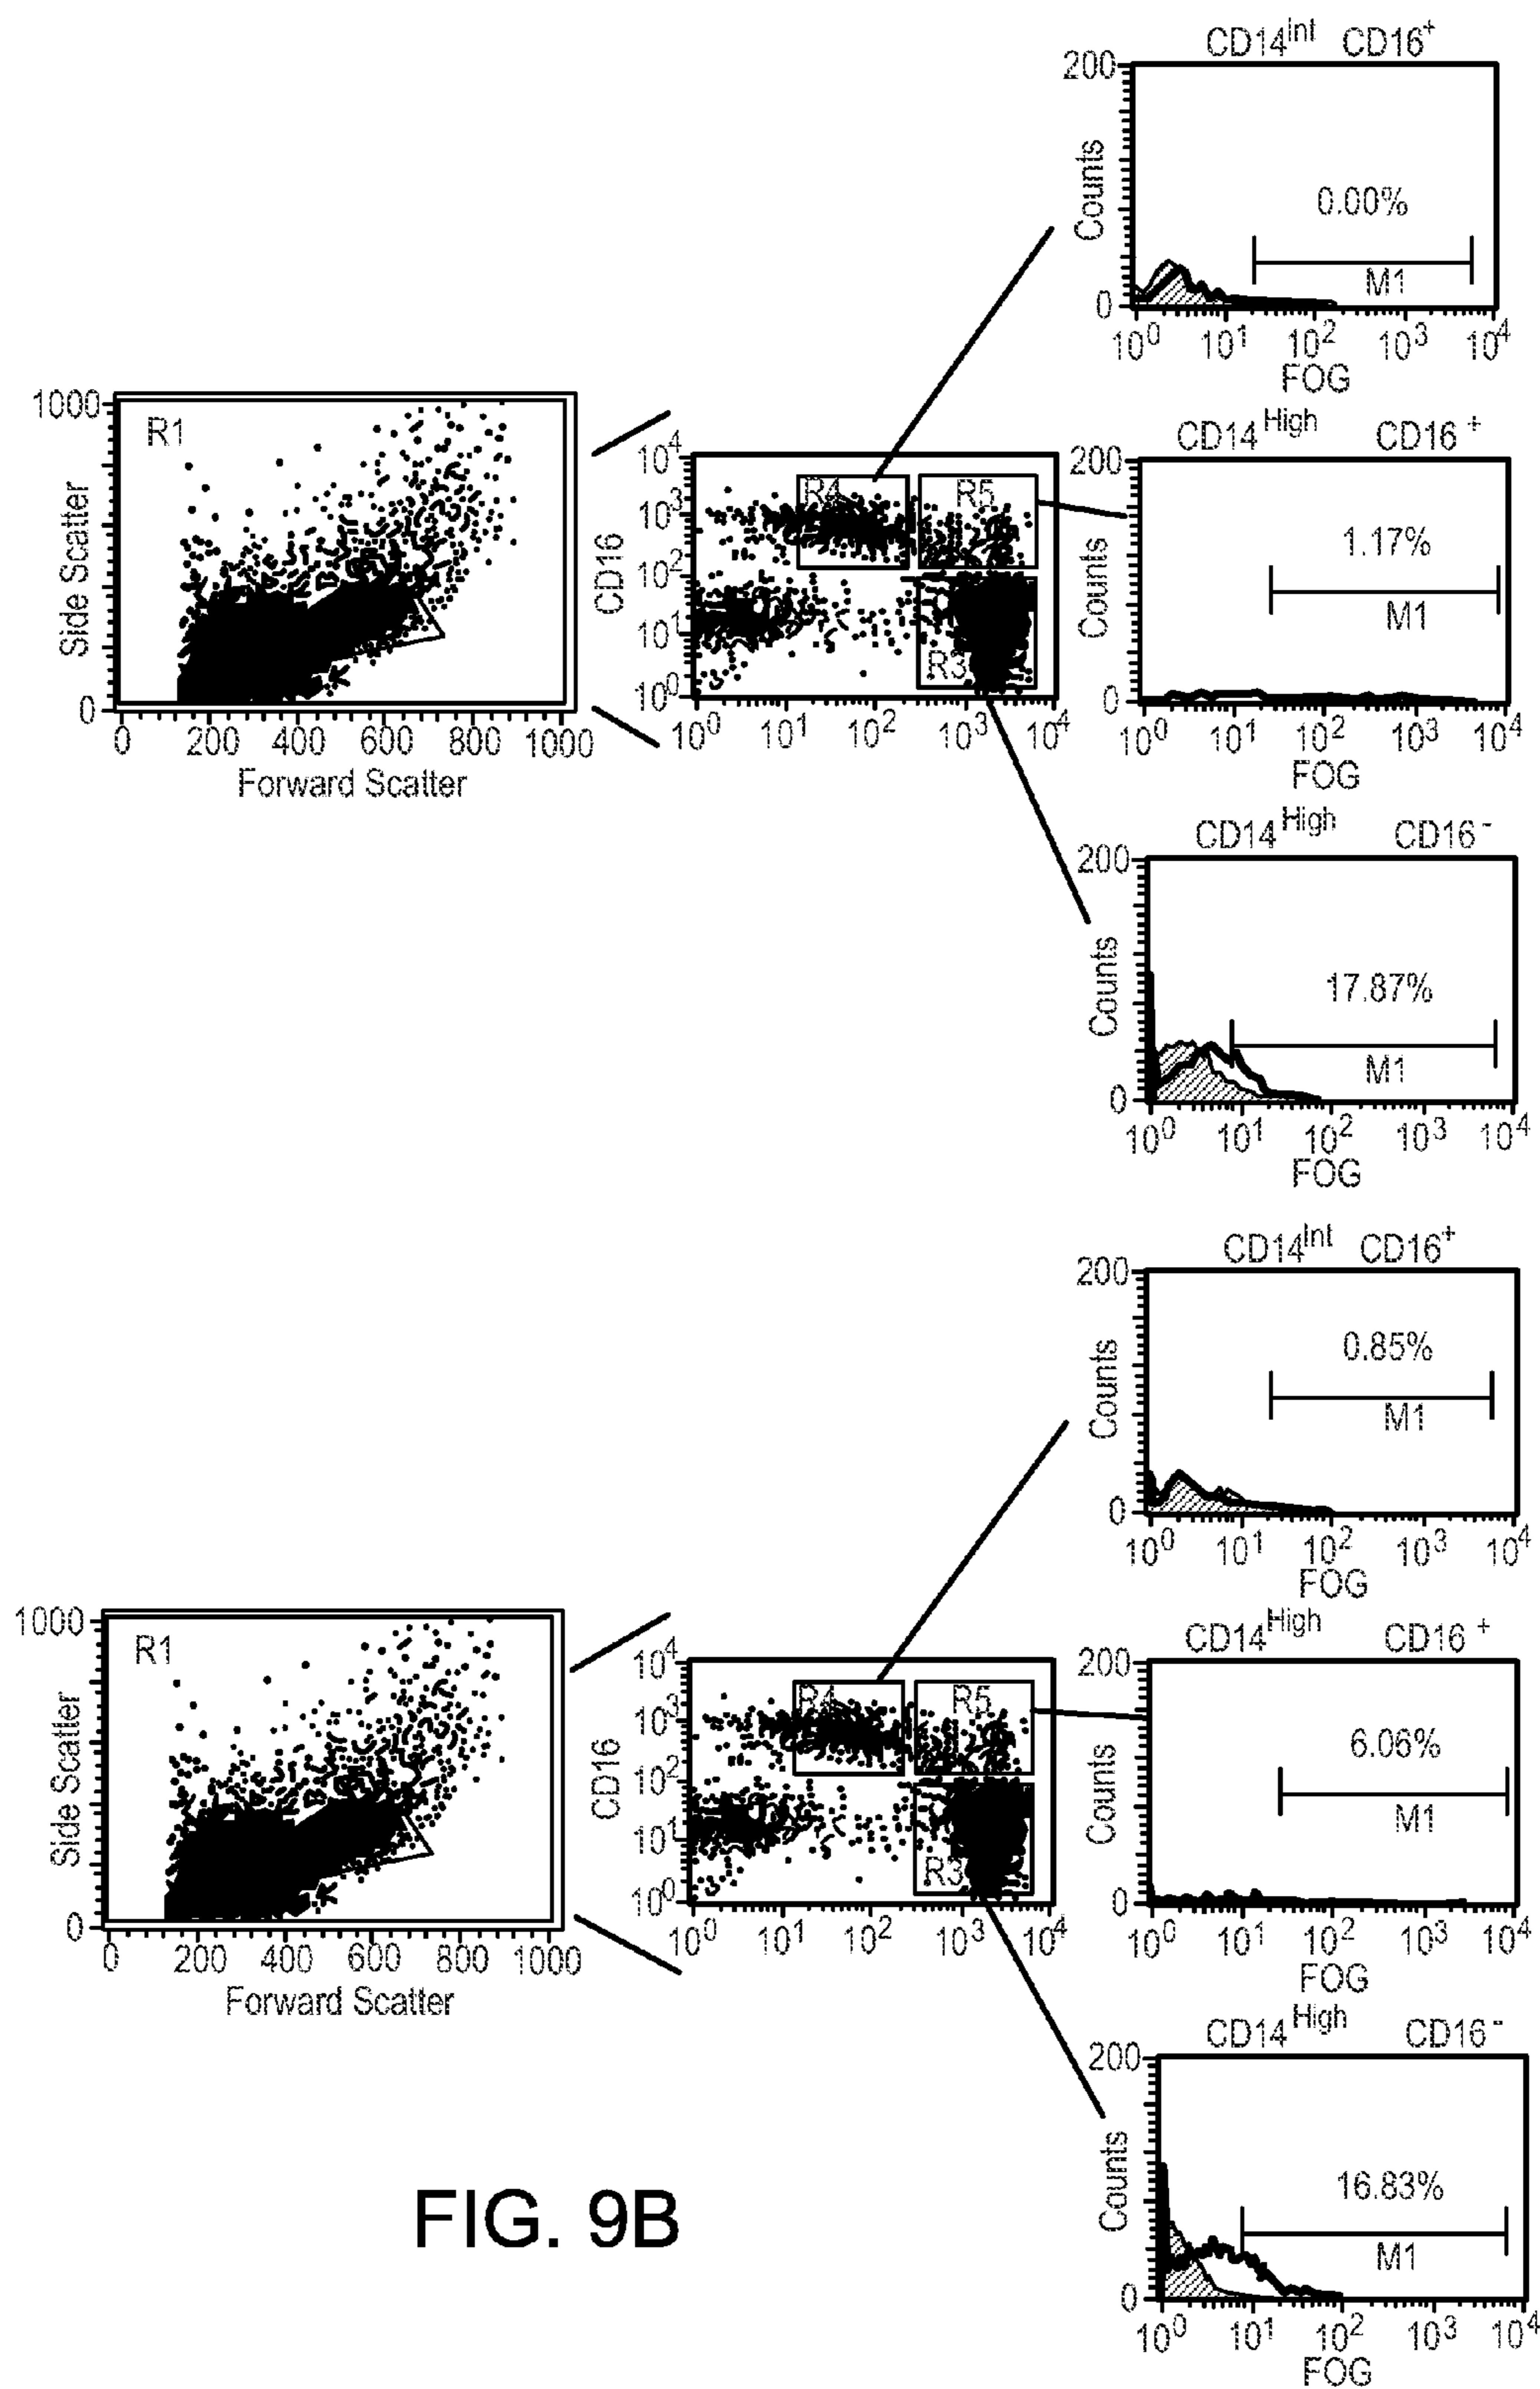 CD14int CD16+
200
Counts
0.00%
M1
0
10^0 10^1 10^2 10^3 10^4
FOG
1000
R1
Side Scatter
0
0 200 400 600 800 1000
Forward Scatter
10^4
10^3
10^2
10^1
10^0
CD16
R4 R5
R3
10^0 10^1 10^2 10^3 10^4
CD14High CD16+
200
Counts
1.17%
M1
0
10^0 10^1 10^2 10^3 10^4
FOG
CD14High CD16-
200
Counts
17.87%
M1
0
10^0 10^1 10^2 10^3 10^4
FOG
CD14Int CD16+
200
Counts
0.85%
M1
0
10^0 10^1 10^2 10^3 10^4
FOG
1000
R1
Side Scatter
0
0 200 400 600 800 1000
Forward Scatter
10^4
10^3
10^2
10^1
10^0
CD16
R4 R5
R3
10^0 10^1 10^2 10^3 10^4
CD14High CD16+
200
Counts
6.06%
M1
0
10^0 10^1 10^2 10^3 10^4
FOG
CD14High CD16-
200
Counts
16.83%
M1
0
10^0 10^1 10^2 10^3 10^4
FOG
FIG. 9B